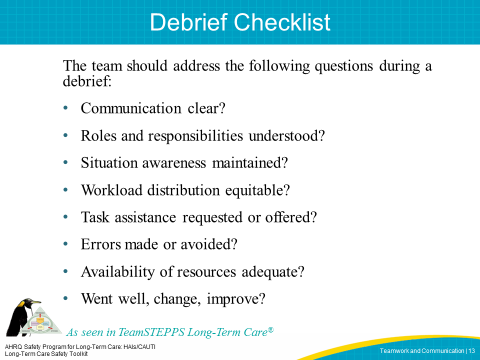 Debrief Checklist
The team should address the following questions during a
debrief:
• Communication clear?
• Roles and responsibilities understood?
• Situation awareness maintained?
• Workload distribution equitable?
• Task assistance requested or offered?
• Errors made or avoided?
• Availability of resources adequate?
• Went well, change, improve?
As seen in TeamSTEPPS Long-Term Care®
AHRQ Safety Program for Long-Term Care: HAIs/CAUTI
Long-Term Care Safety Toolkit
Teamwork and Communication | 13